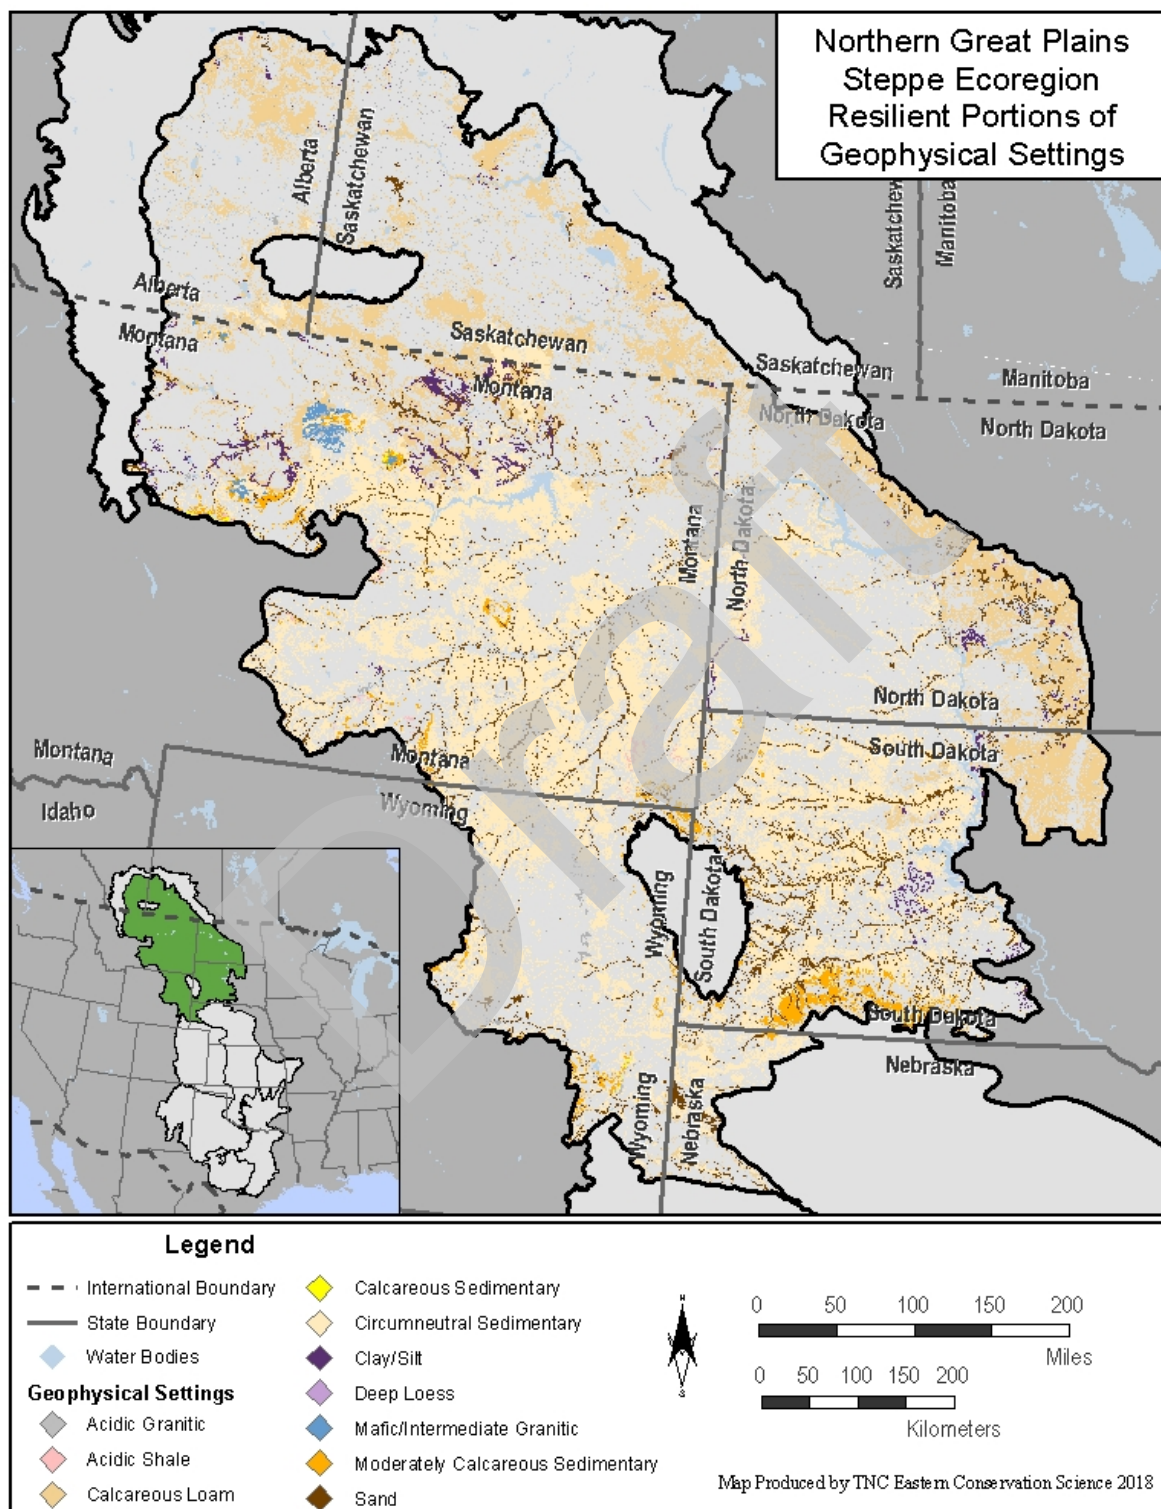 Northern Great Plains
Steppe Ecoregion
Resilient Portions of
Geophysical Settings
Alberta
Saskatchewan
Saskatchew
Manitoba
Alberta
Montana
Saskatchewan
Montana
Saskatchewan
North Dakota
Manitoba
North Dakota
Montana
North Dakota
North Dakota
South Dakota
Montana
Wyoming
Montana
Idaho
Wyoming
South Dakota
South Dakota
Nebraska
Wyoming
Nebraska
Draft
Legend
International Boundary
State Boundary
Water Bodies
Geophysical Settings
Acidic Granitic
Acidic Shale
Calcareous Loam
Calcareous Sedimentary
Circumneutral Sedimentary
Clay/Silt
Deep Loess
Mafic/Intermediate Granitic
Moderately Calcareous Sedimentary
Sand
N
S
0 50 100 150 200
Miles
0 50 100 150 200
Kilometers
Map Produced by TNC Eastern Conservation Science 2018